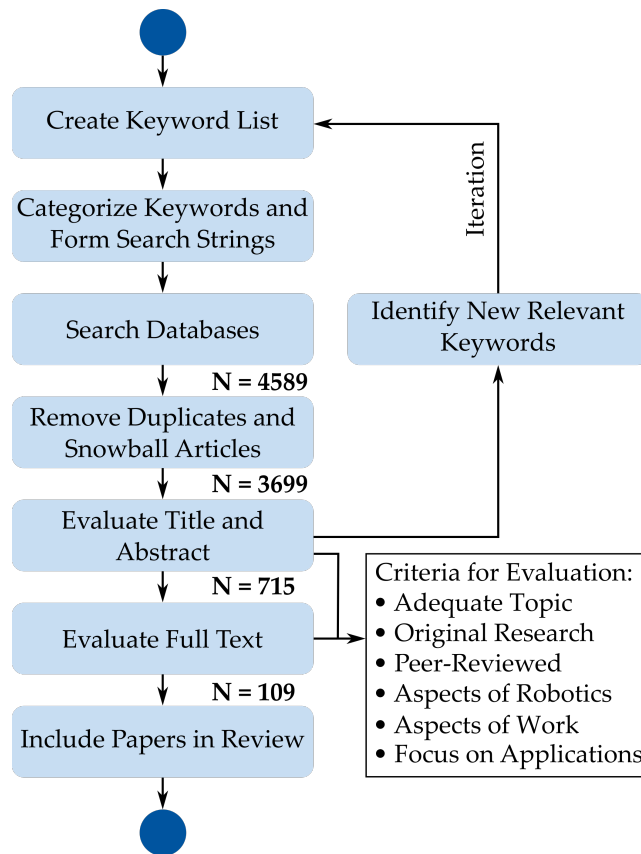 Create Keyword List
Categorize Keywords and
Form Search Strings
Search Databases
N = 4589
Remove Duplicates and
Snowball Articles
N = 3699
Evaluate Title and
Abstract
N = 715
Evaluate Full Text
N = 109
Include Papers in Review
Iteration
Identify New Relevant
Keywords
Criteria for Evaluation:
• Adequate Topic
• Original Research
• Peer-Reviewed
• Aspects of Robotics
• Aspects of Work
• Focus on Applications